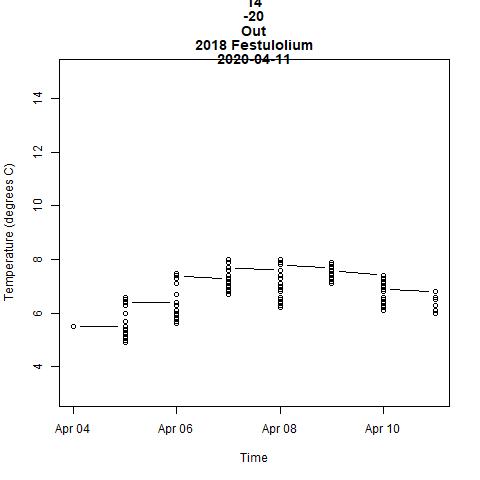 14
-20
Out
2018 Festulolium
2020-04-11
14
12
10
8
6
4
Temperature (degrees C)
Apr 04
Apr 06
Apr 08
Apr 10
Time